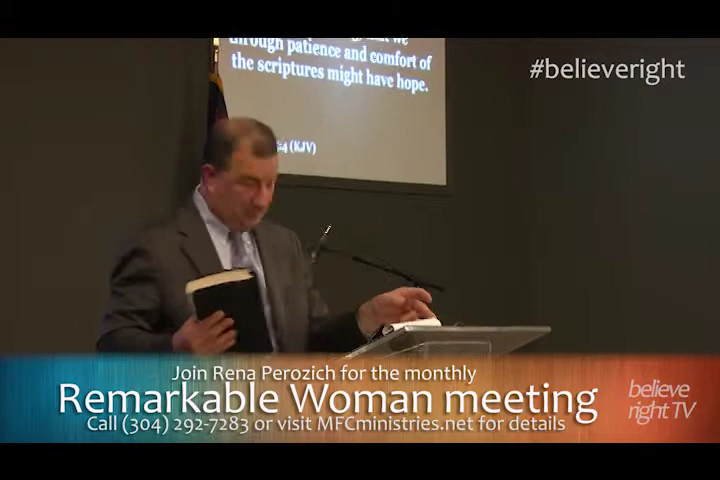 through patience and comfort of
the scriptures might have hope.
(KJV)
#believeright
Join Rena Perozich for the monthly
Remarkable Woman meeting
Call (304) 292-7283 or visit MFCministries.net for details
believe
right TV